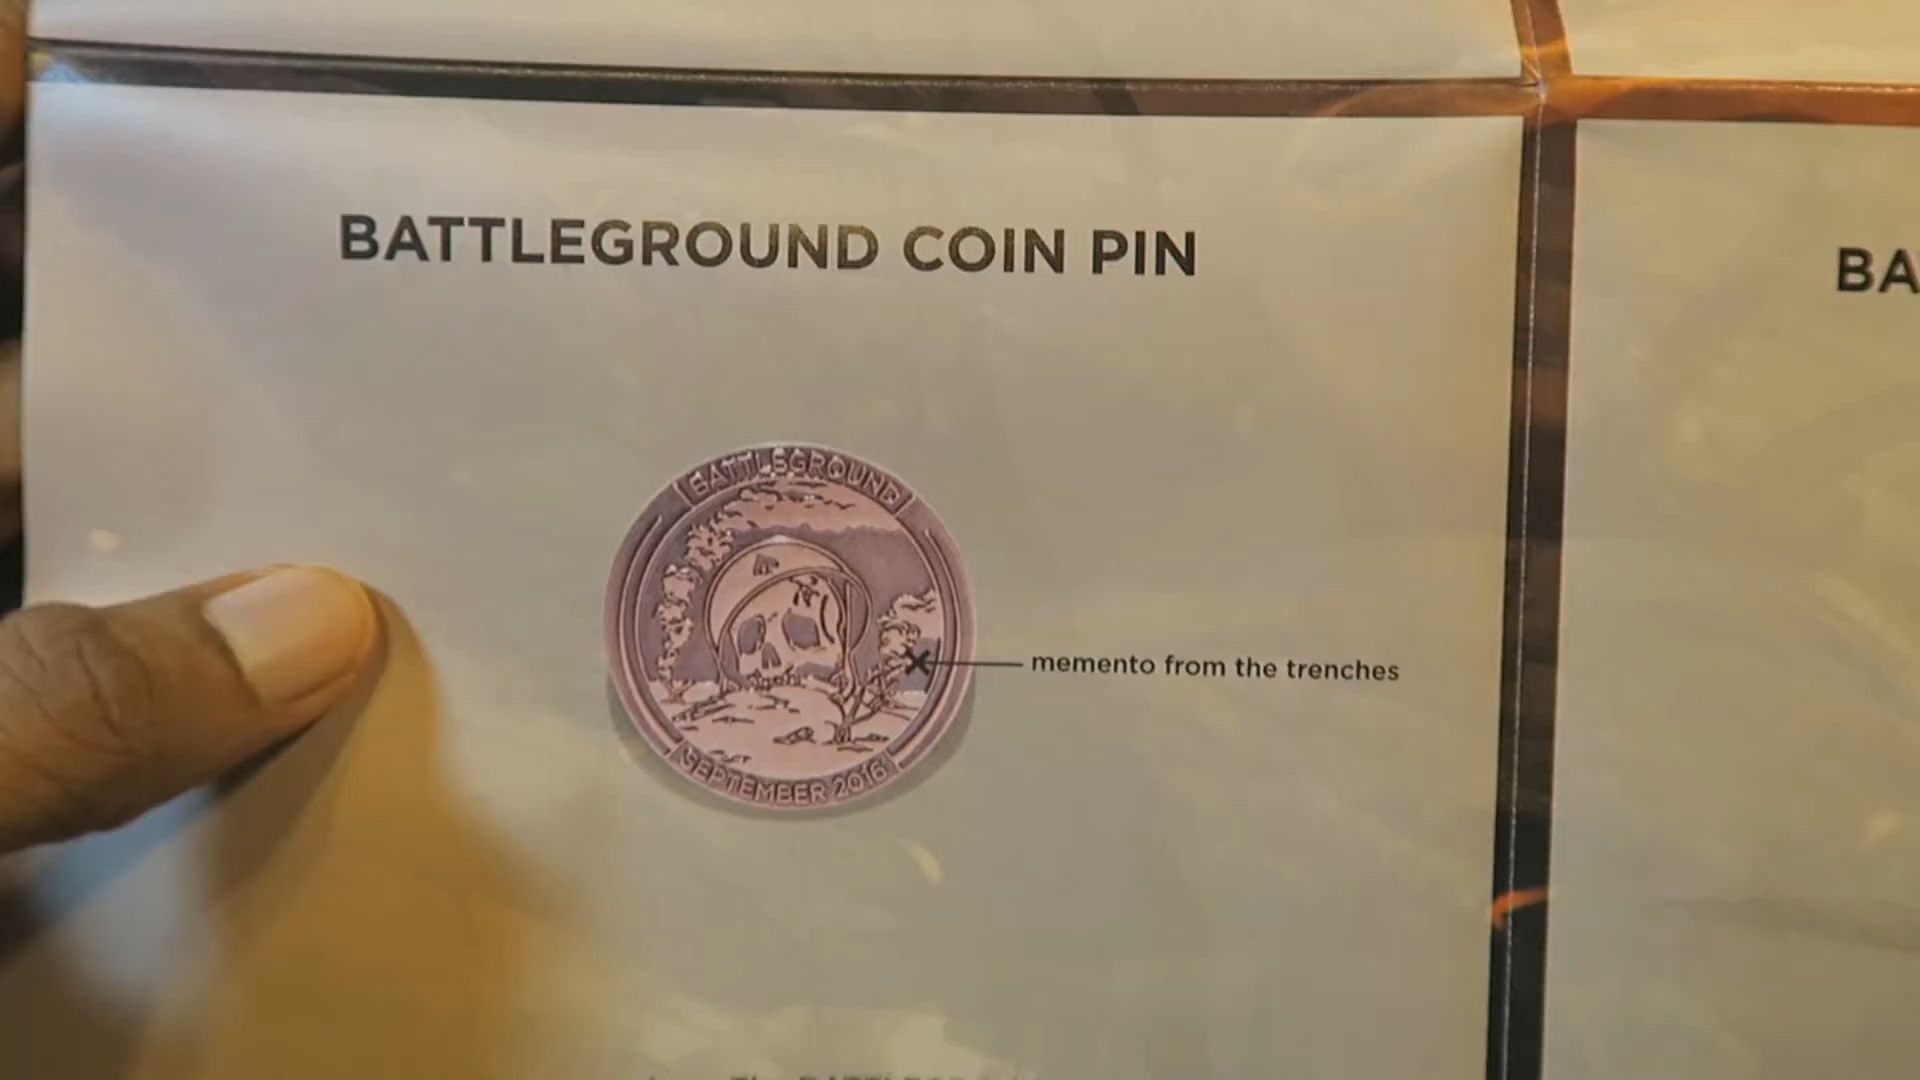 BATTLEGROUND COIN PIN
BA
BATTLEGROUND
memento from the trenches
SEPTEMBER 2016